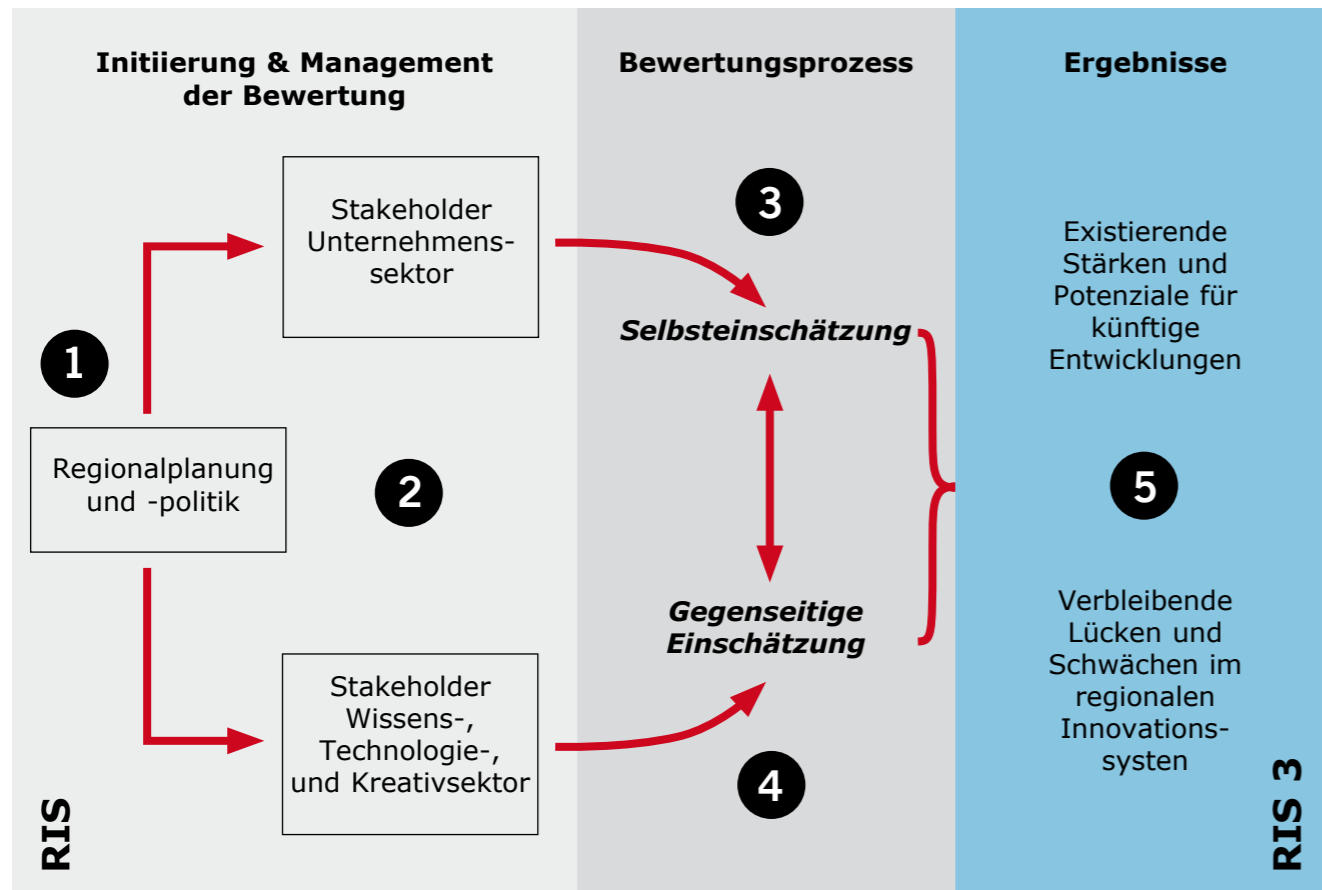 Initiierung & Management
der Bewertung
Bewertungsprozess
Ergebnisse
1
Regionalplanung
und -politik
2
Stakeholder
Unternehmens-
sektor
Stakeholder
Wissens-,
Technologie-,
und Kreativsektor
RIS
3
Selbsteinschätzung
Gegenseitige
Einschätzung
4
Existierende
Stärken und
Potenziale für
künftige
Entwicklungen
5
Verbleibende
Lücken und
Schwächen im
regionalen
Innovations-
systen
RIS 3